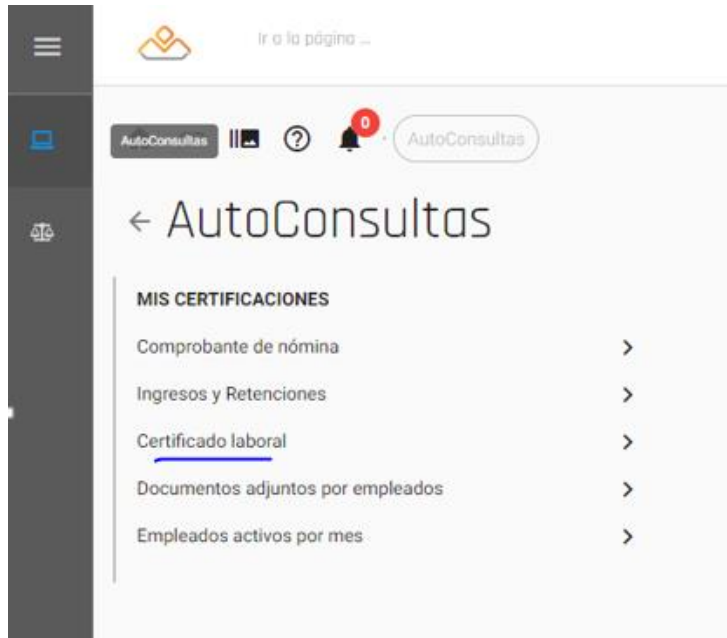 Ir a la página ...
AutoConsultas
0
AutoConsultas
AutoConsultas
MIS CERTIFICACIONES
Comprobante de nómina
Ingresos y Retenciones
Certificado laboral
Documentos adjuntos por empleados
Empleados activos por mes